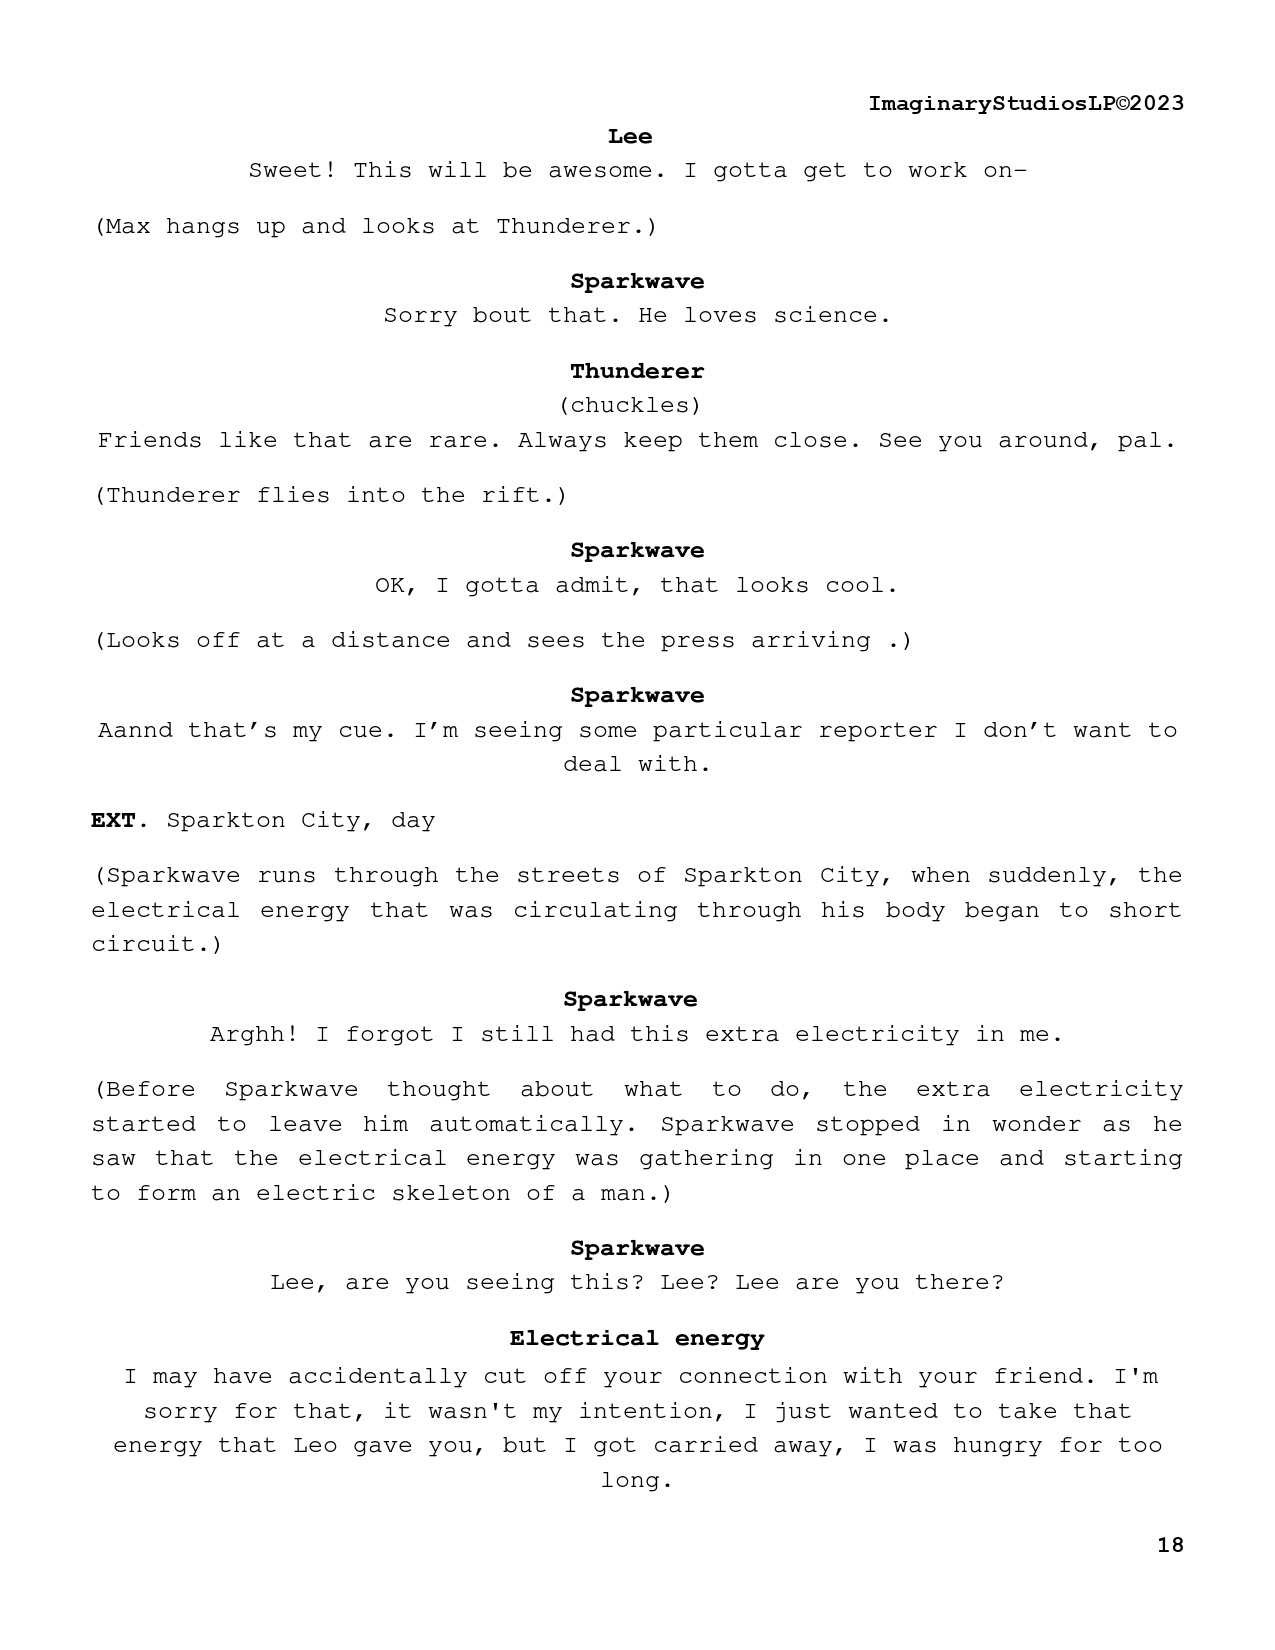 ImaginaryStudiosLP©2023
Lee
Sweet! This will be awesome. I gotta get to work on–
(Max hangs up and looks at Thunderer.)
Sparkwave
Sorry bout that. He loves science.
Thunderer
(chuckles)
Friends like that are rare. Always keep them close. See you around, pal.
(Thunderer flies into the rift.)
Sparkwave
OK, I gotta admit, that looks cool.
(Looks off at a distance and sees the press arriving .)
Sparkwave
Aannd that’s my cue. I’m seeing some particular reporter I don’t want to
deal with.
EXT. Sparkton City, day
(Sparkwave runs through the streets of Sparkton City, when suddenly, the
electrical energy that was circulating through his body began to short
circuit.)
Sparkwave
Arghh! I forgot I still had this extra electricity in me.
(Before Sparkwave thought about what to do, the extra electricity
started to leave him automatically. Sparkwave stopped in wonder as he
saw that the electrical energy was gathering in one place and starting
to form an electric skeleton of a man.)
Sparkwave
Lee, are you seeing this? Lee? Lee are you there?
Electrical energy
I may have accidentally cut off your connection with your friend. I'm
sorry for that, it wasn't my intention, I just wanted to take that
energy that Leo gave you, but I got carried away, I was hungry for too
long.
18